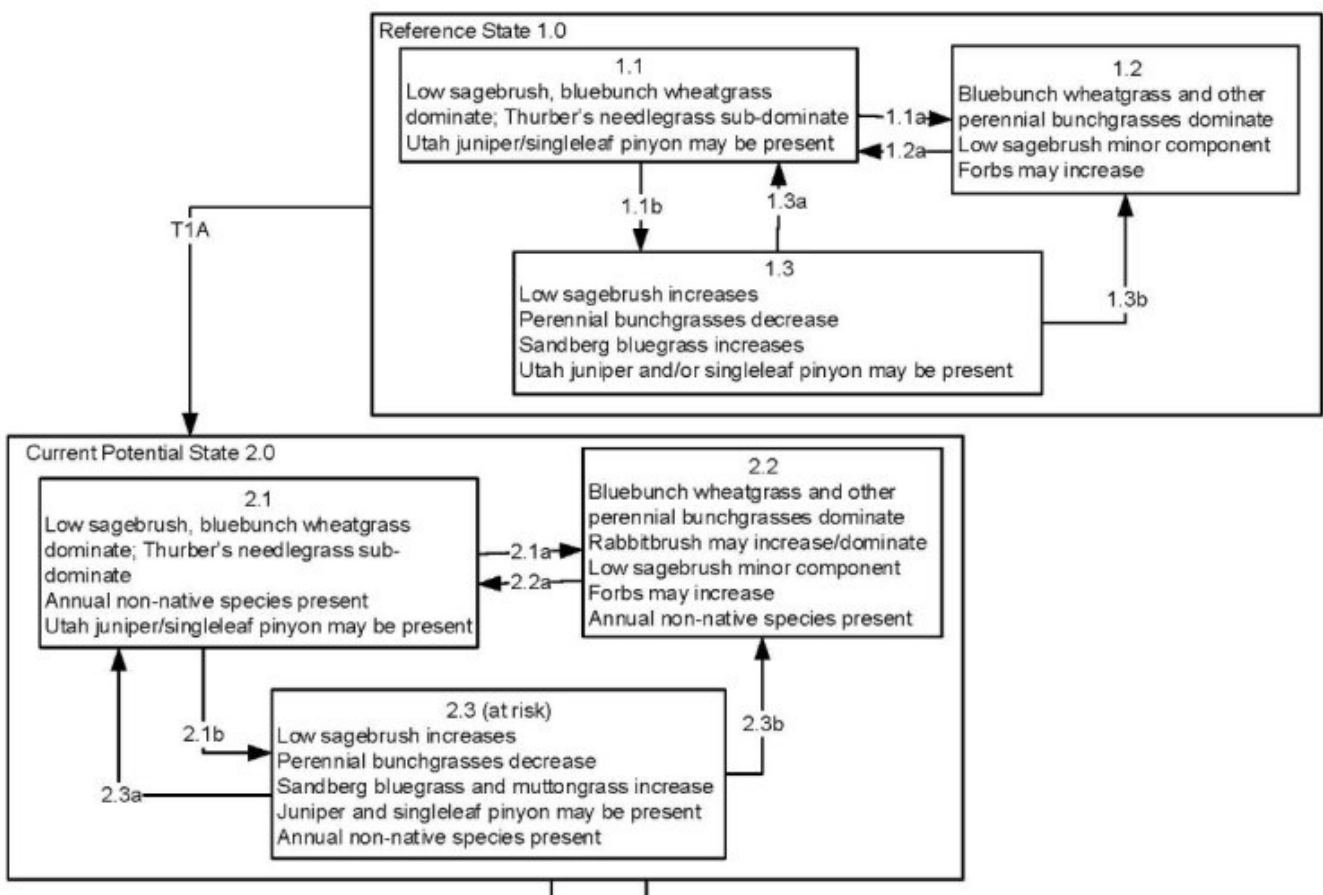 Reference State 1.0
1.1
Low sagebrush, bluebunch wheatgrass
dominate; Thurber's needlegrass sub-dominate
Utah juniper/singleleaf pinyon may be present
1.1a
1.2a
1.2
Bluebunch wheatgrass and other
perennial bunchgrasses dominate
Low sagebrush minor component
Forbs may increase
1.1b
1.3a
T1A
1.3
Low sagebrush increases
Perennial bunchgrasses decrease
Sandberg bluegrass increases
Utah juniper and/or singleleaf pinyon may be present
1.3b
Current Potential State 2.0
2.1
Low sagebrush, bluebunch wheatgrass
dominate; Thurber's needlegrass sub-
dominate
Annual non-native species present
Utah juniper/singleleaf pinyon may be present
2.1a
2.2a
2.2
Bluebunch wheatgrass and other
perennial bunchgrasses dominate
Rabbitbrush may increase/dominate
Low sagebrush minor component
Forbs may increase
Annual non-native species present
2.1b
2.3a
2.3 (at risk)
Low sagebrush increases
Perennial bunchgrasses decrease
Sandberg bluegrass and muttongrass increase
Juniper and singleleaf pinyon may be present
Annual non-native species present
2.3b